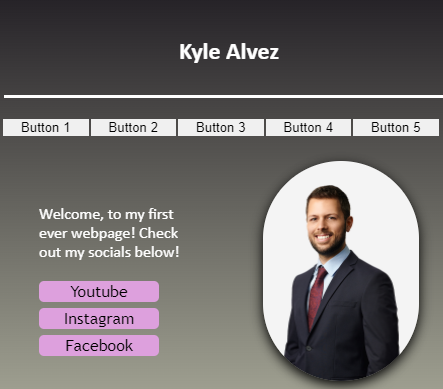 Kyle Alvez
Button 1 Button 2 Button 3 Button 4 Button 5
Welcome, to my first
ever webpage! Check
out my socials below!
Youtube
Instagram
Facebook